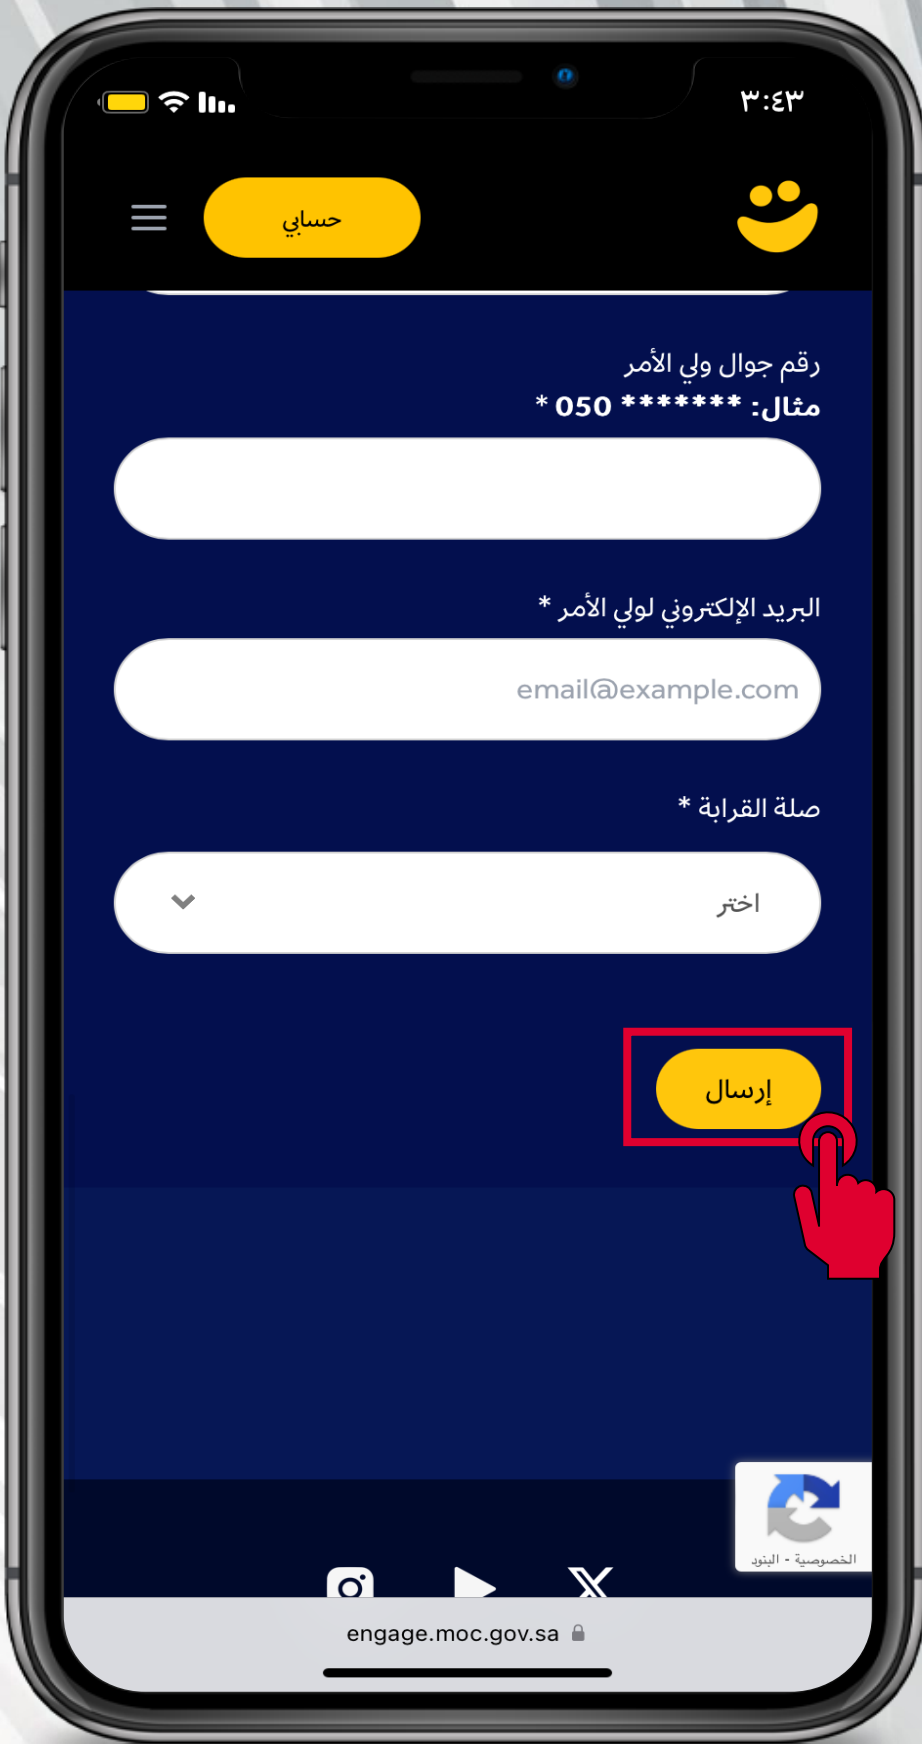 ٣:٤٣
حسابي
رقم جوال ولي الأمر
مثال: ******* 050 *
البريد الإلكتروني لولي الأمر *
email@example.com
صلة القرابة *
اختر
إرسال
الخصوصية - البنود
engage.moc.gov.sa